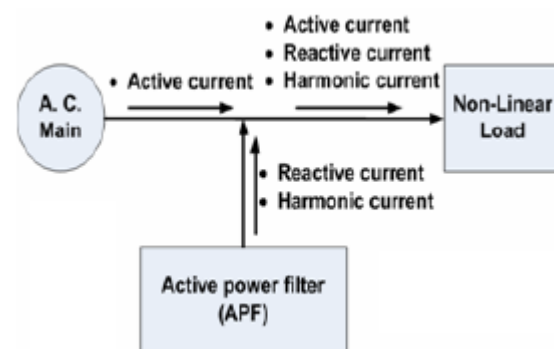 • Active current
• Reactive current
• Harmonic current
• Active current
A. C.
Main
Non-Linear
Load
• Reactive current
• Harmonic current
Active power filter
(APF)